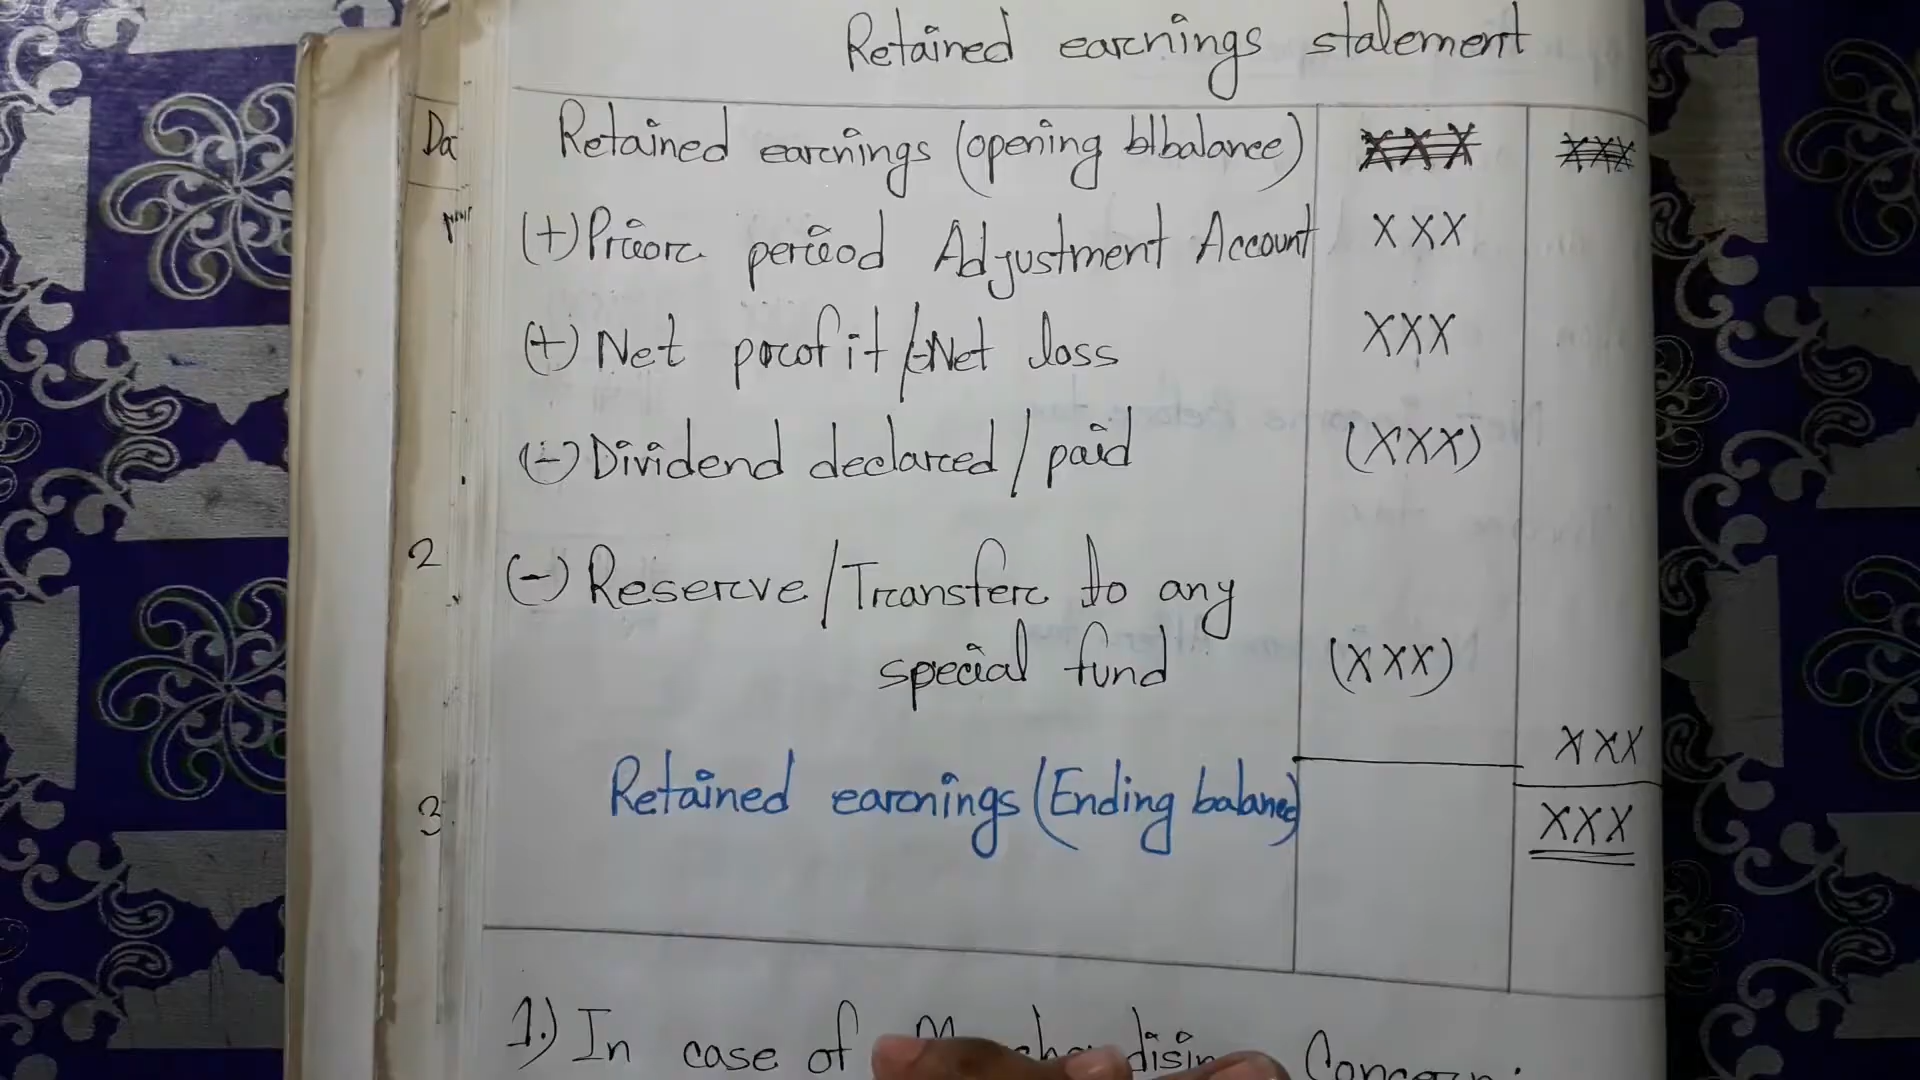 Retained earnings statement
Da
Retained earnings (opening blbalance) XXX XXX
(+) Prior period Adjustment Account XXX
(+) Net profit/(-)Net loss XXX
(-) Dividend declared / paid (XXX)
2
(-) Reserve/Transfer to any
special fund (XXX)
XXX
3
Retained earnings (Ending balance) XXX
1.) In case of